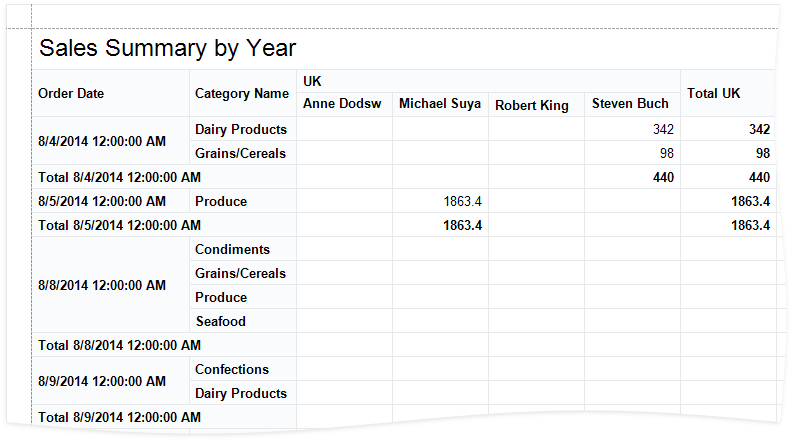 Sales Summary by Year
Order Date Category Name UK Total UK
Anne Dodsw Michael Suya Robert King Steven Buch
8/4/2014 12:00:00 AM Dairy Products 342 342
Grains/Cereals 98 98
Total 8/4/2014 12:00:00 AM 440 440
8/5/2014 12:00:00 AM Produce 1863.4 1863.4
Total 8/5/2014 12:00:00 AM 1863.4 1863.4
8/8/2014 12:00:00 AM Condiments
Grains/Cereals
Produce
Seafood
Total 8/8/2014 12:00:00 AM
8/9/2014 12:00:00 AM Confections
Dairy Products
Total 8/9/2014 12:00:00 AM